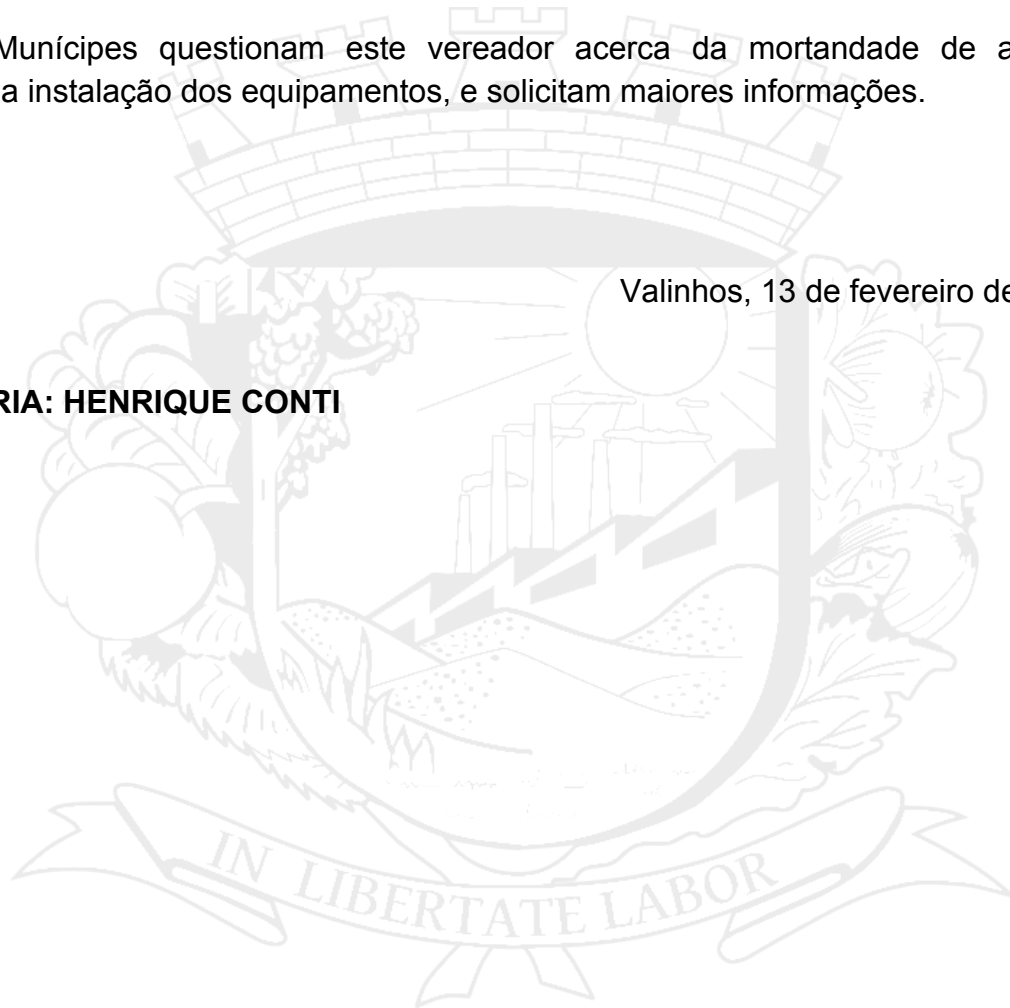 Munícipes questionam este vereador acerca da mortandade de a
a instalação dos equipamentos, e solicitam maiores informações.
Valinhos, 13 de fevereiro de
RIA: HENRIQUE CONTI
IN LIBERTATE LABOR